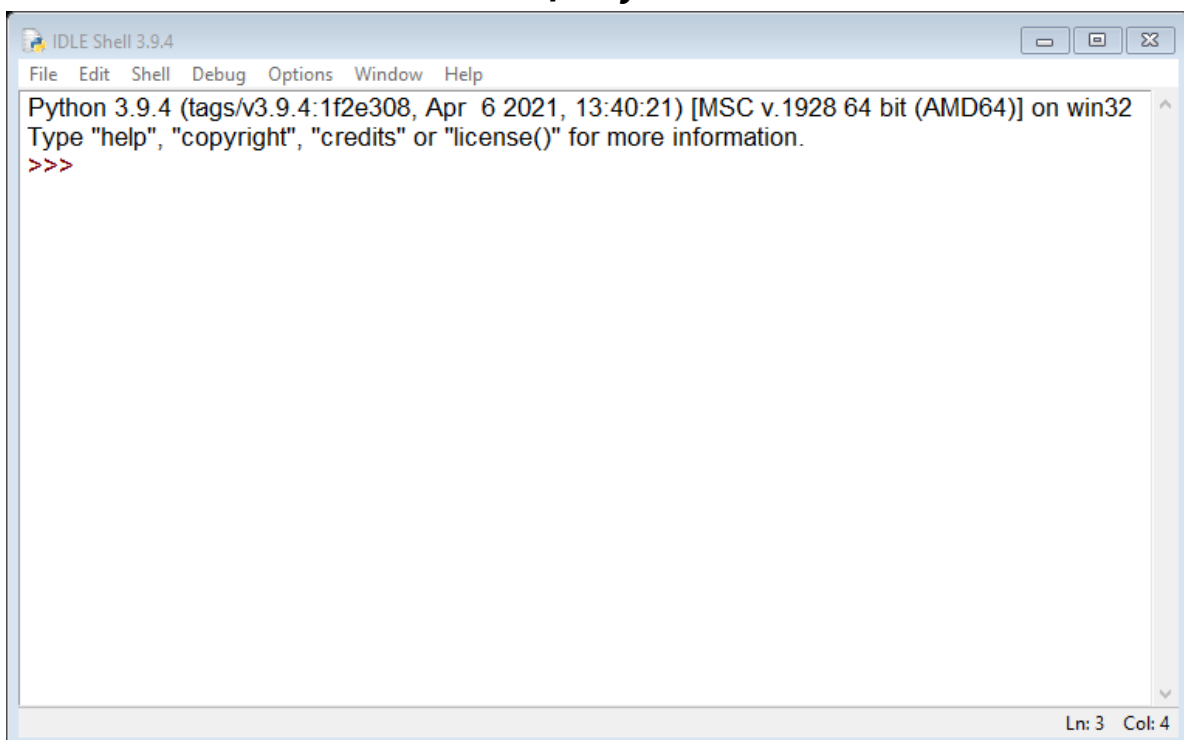 IDLE Shell 3.9.4
File Edit Shell Debug Options Window Help
Python 3.9.4 (tags/v3.9.4:1f2e308, Apr  6 2021, 13:40:21) [MSC v.1928 64 bit (AMD64)] on win32
Type "help", "copyright", "credits" or "license()" for more information.
>>>
Ln: 3 Col: 4